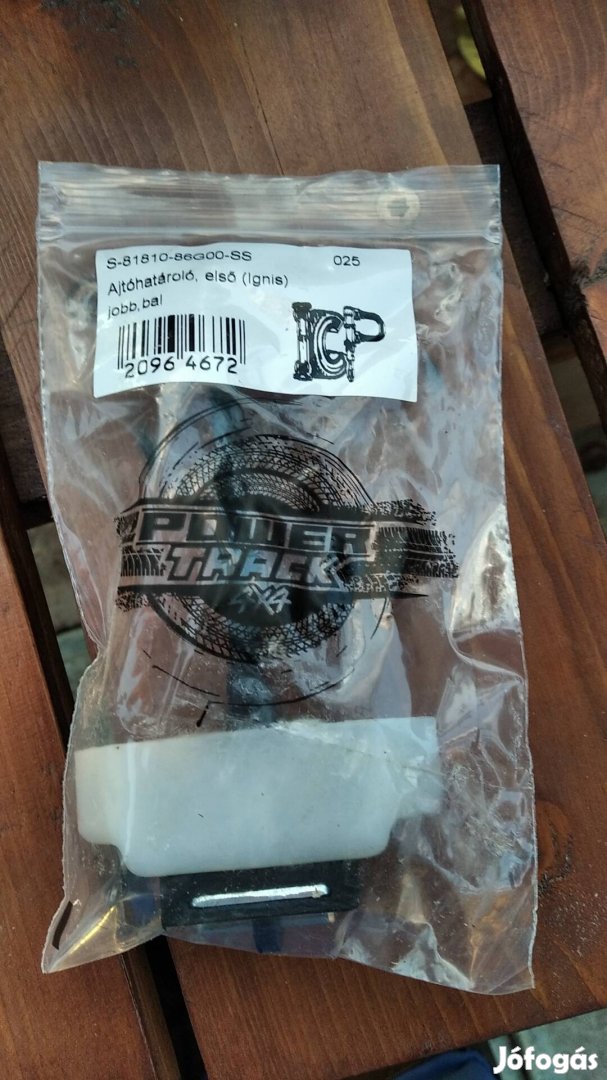 S-81810-86G00-SS 025
Ajtóhatároló, első (Ignis)
jobb,bal
2096 4672
POWER
TRACK
4X4
Jófogás